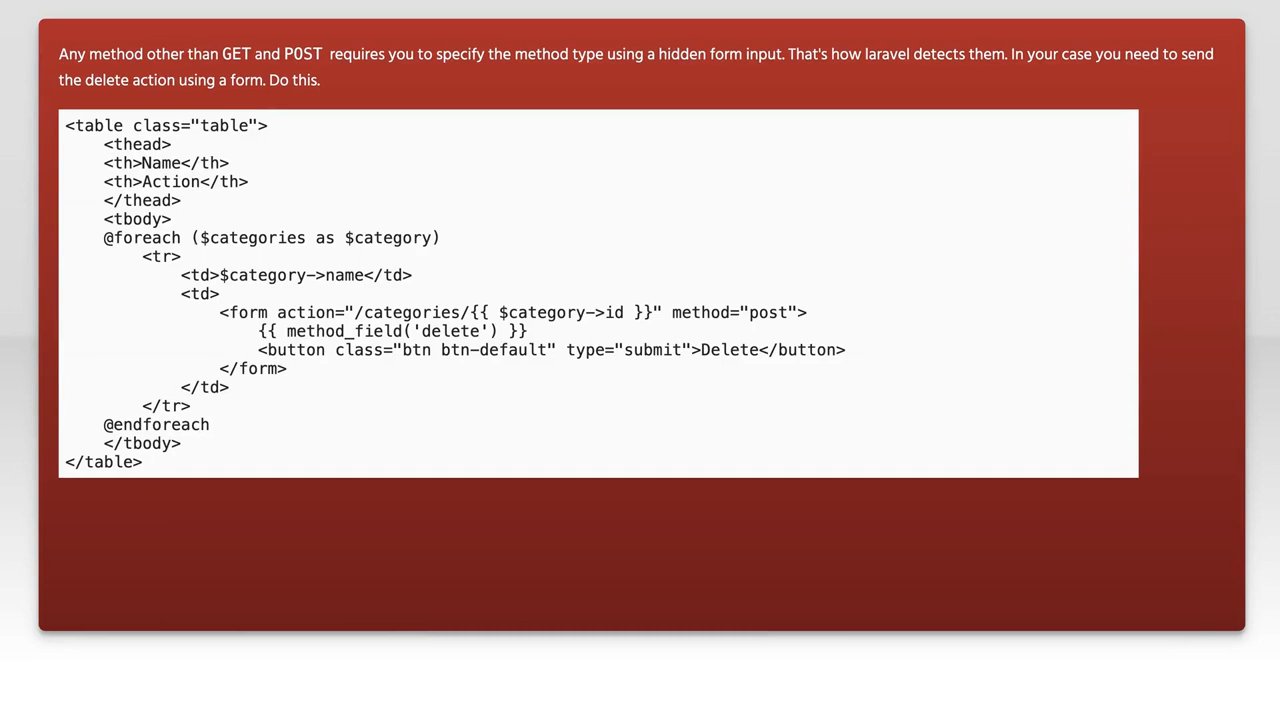 Any method other than GET and POST requires you to specify the method type using a hidden form input. That's how laravel detects them. In your case you need to send
the delete action using a form. Do this.
<table class="table">
    <thead>
    <th>Name</th>
    <th>Action</th>
    </thead>
    <tbody>
    @foreach ($categories as $category)
        <tr>
            <td>$category->name</td>
            <td>
                <form action="/categories/{{ $category->id }}" method="post">
                    {{ method_field('delete') }}
                    <button class="btn btn-default" type="submit">Delete</button>
                </form>
            </td>
        </tr>
    @endforeach
    </tbody>
</table>